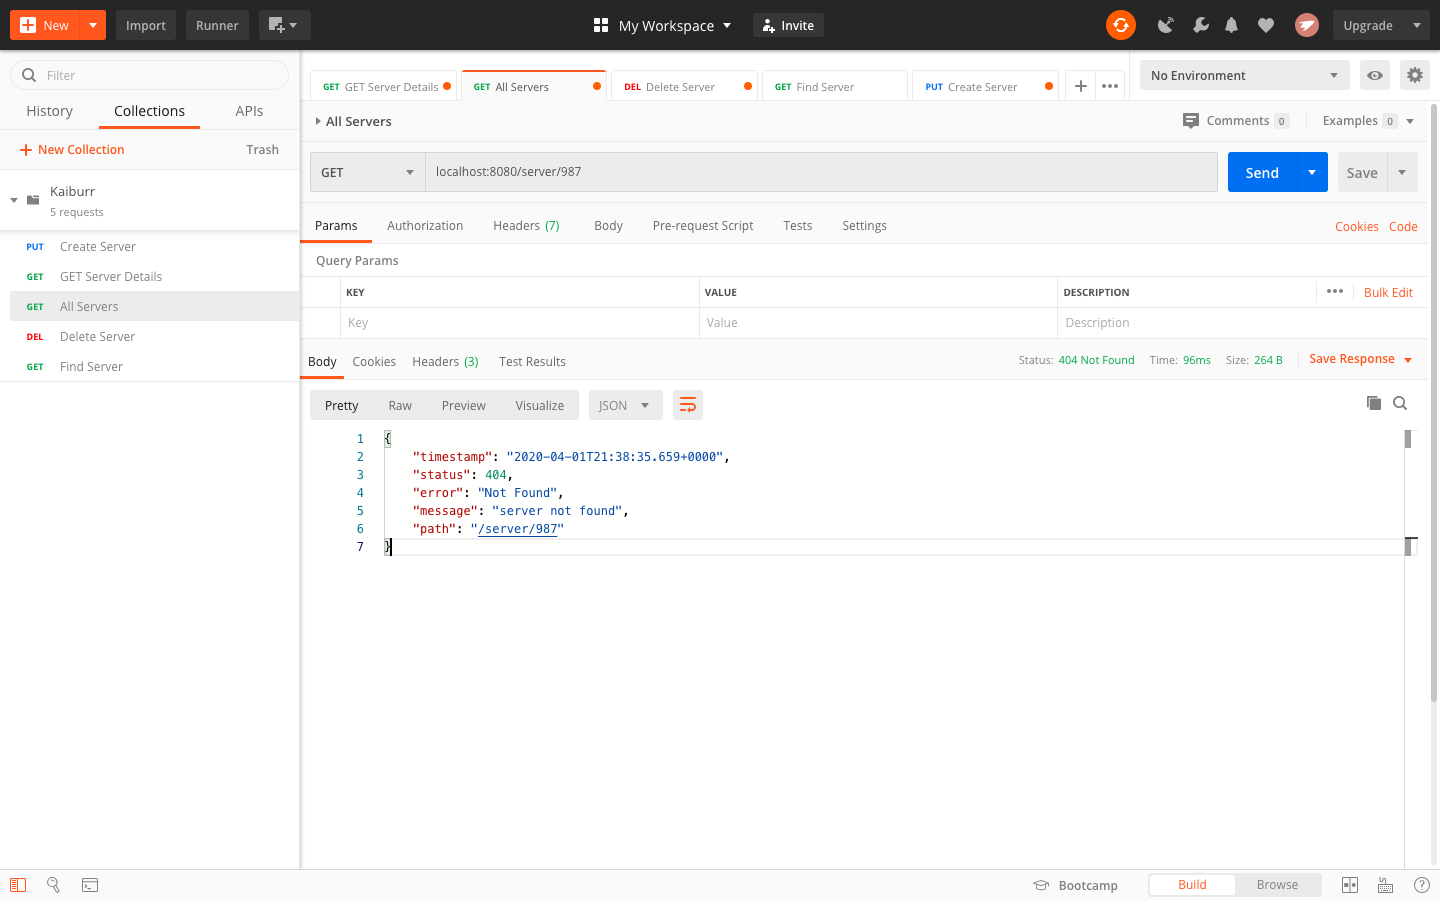 New
Import
Runner
My Workspace
Invite
Upgrade
Filter
History
Collections
APIs
New Collection
Trash
Kaiburr
5 requests
PUT Create Server
GET GET Server Details
GET All Servers
DEL Delete Server
GET Find Server
GET GET Server Details
GET All Servers
DEL Delete Server
GET Find Server
PUT Create Server
No Environment
All Servers
Comments 0
Examples 0
GET
localhost:8080/server/987
Send
Save
Params
Authorization
Headers (7)
Body
Pre-request Script
Tests
Settings
Cookies
Code
Query Params
KEY
VALUE
DESCRIPTION
Bulk Edit
Key
Value
Description
Body
Cookies
Headers (3)
Test Results
Status: 404 Not Found
Time: 96ms
Size: 264 B
Save Response
Pretty
Raw
Preview
Visualize
JSON
1 {
2 "timestamp": "2020-04-01T21:38:35.659+0000",
3 "status": 404,
4 "error": "Not Found",
5 "message": "server not found",
6 "path": "/server/987"
7 }
Bootcamp
Build
Browse